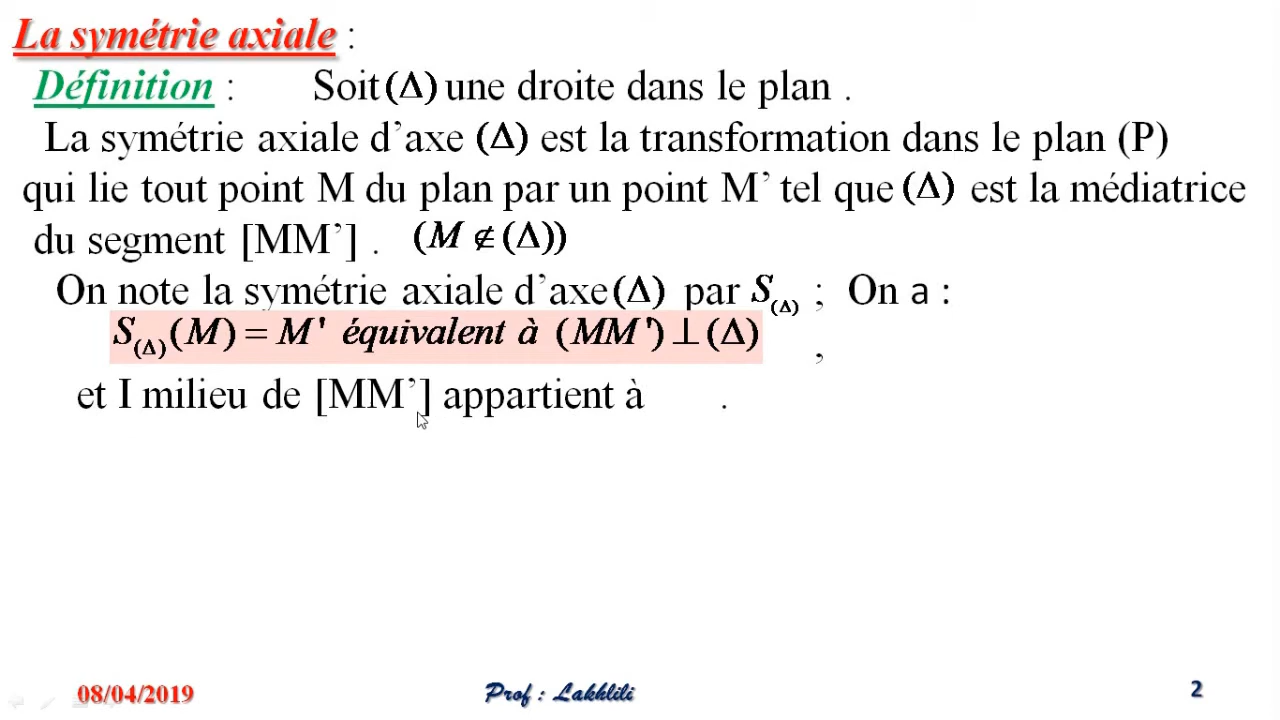 La symétrie axiale :
Définition : Soit (Δ) une droite dans le plan .
La symétrie axiale d’axe (Δ) est la transformation dans le plan (P)
qui lie tout point M du plan par un point M’ tel que (Δ) est la médiatrice
du segment [MM’] . (M ∉ (Δ))
On note la symétrie axiale d’axe (Δ) par S(Δ) ; On a :
S(Δ)(M) = M' équivalent à (MM') ⊥ (Δ) ,
et I milieu de [MM’] appartient à .
08/04/2019 Prof : Lakhlili 2